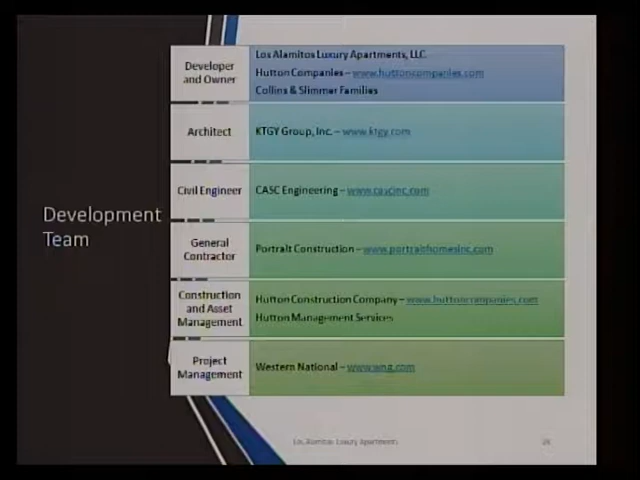 Development
Team
Developer
and Owner
Los Alamitos Luxury Apartments, LLC
Hutton Companies – www.huttoncompanies.com
Collins & Slimmer Families
Architect
KTGY Group, Inc. – www.ktgy.com
Civil Engineer
CASC Engineering – www.cascinc.com
General
Contractor
Portrait Construction – www.portraithomesinc.com
Construction
and Asset
Management
Hutton Construction Company – www.huttoncompanies.com
Hutton Management Services
Project
Management
Western National – www.wng.com
Los Alamitos Luxury Apartments